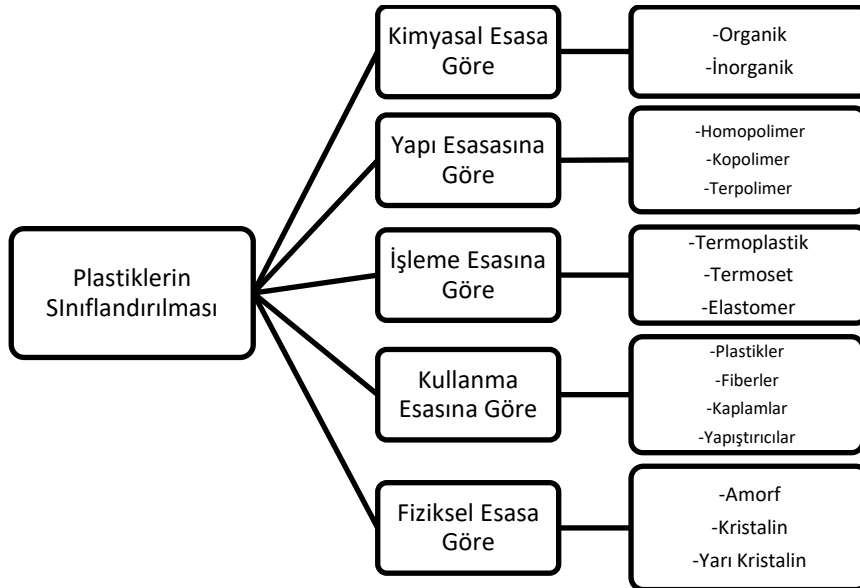 Plastiklerin
SInıflandırılması
Kimyasal Esasa
Göre
-Organik
-İnorganik
Yapı Esasasına
Göre
-Homopolimer
-Kopolimer
-Terpolimer
İşleme Esasına
Göre
-Termoplastik
-Termoset
-Elastomer
Kullanma
Esasına Göre
-Plastikler
-Fiberler
-Kaplamlar
-Yapıştırıcılar
Fiziksel Esasa
Göre
-Amorf
-Kristalin
-Yarı Kristalin